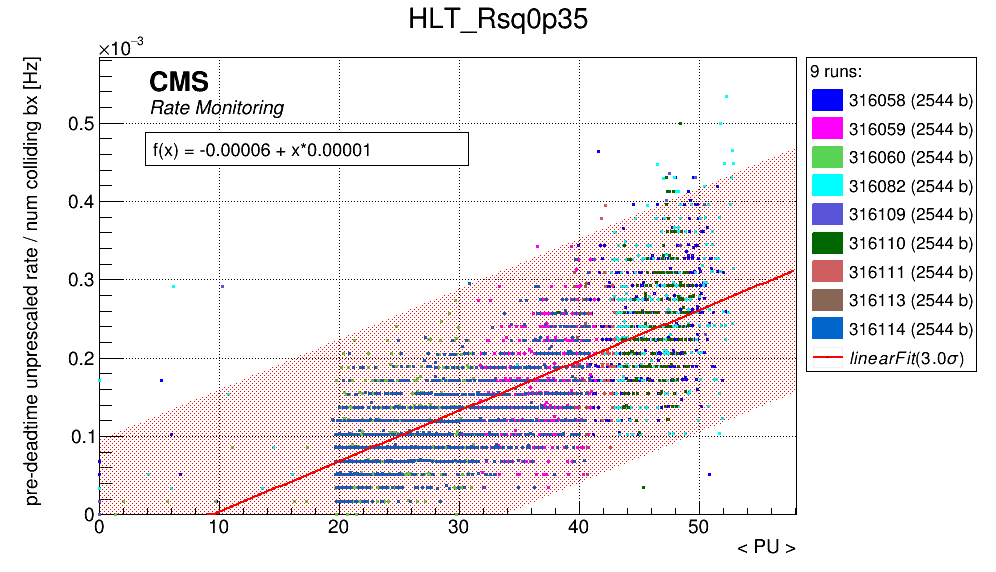 HLT_Rsq0p35
×10⁻³
CMS
Rate Monitoring
f(x) = -0.00006 + x*0.00001
pre-deadtime unprescaled rate / num colliding bx [Hz]
0.5
0.4
0.3
0.2
0.1
0
0 10 20 30 40 50
< PU >
9 runs:
316058 (2544 b)
316059 (2544 b)
316060 (2544 b)
316082 (2544 b)
316109 (2544 b)
316110 (2544 b)
316111 (2544 b)
316113 (2544 b)
316114 (2544 b)
linearFit(3.0σ)